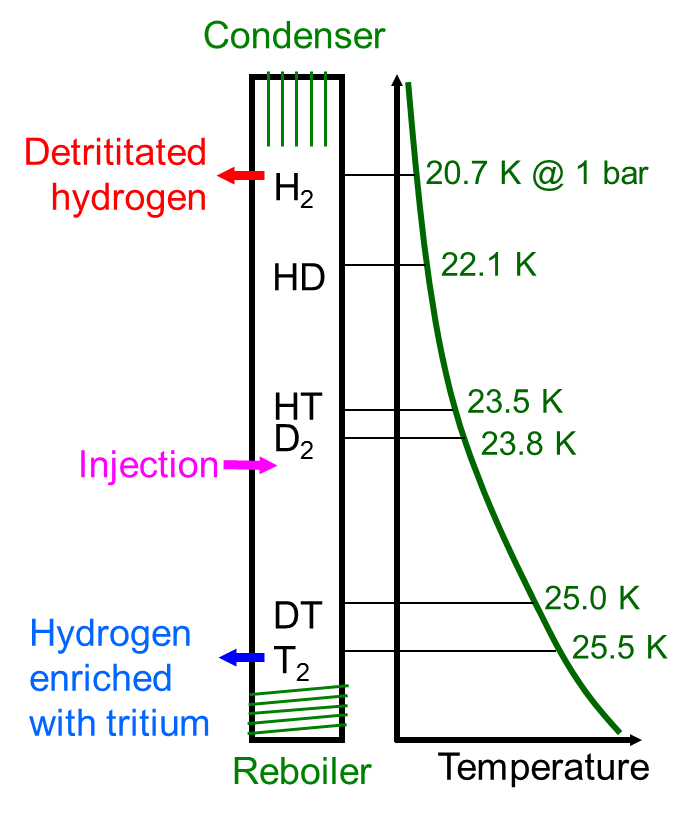 Condenser
Detrititated
hydrogen
H2
20.7 K @ 1 bar
HD
22.1 K
HT
23.5 K
D2
23.8 K
Injection
DT
25.0 K
Hydrogen
enriched
with tritium
T2
25.5 K
Reboiler
Temperature